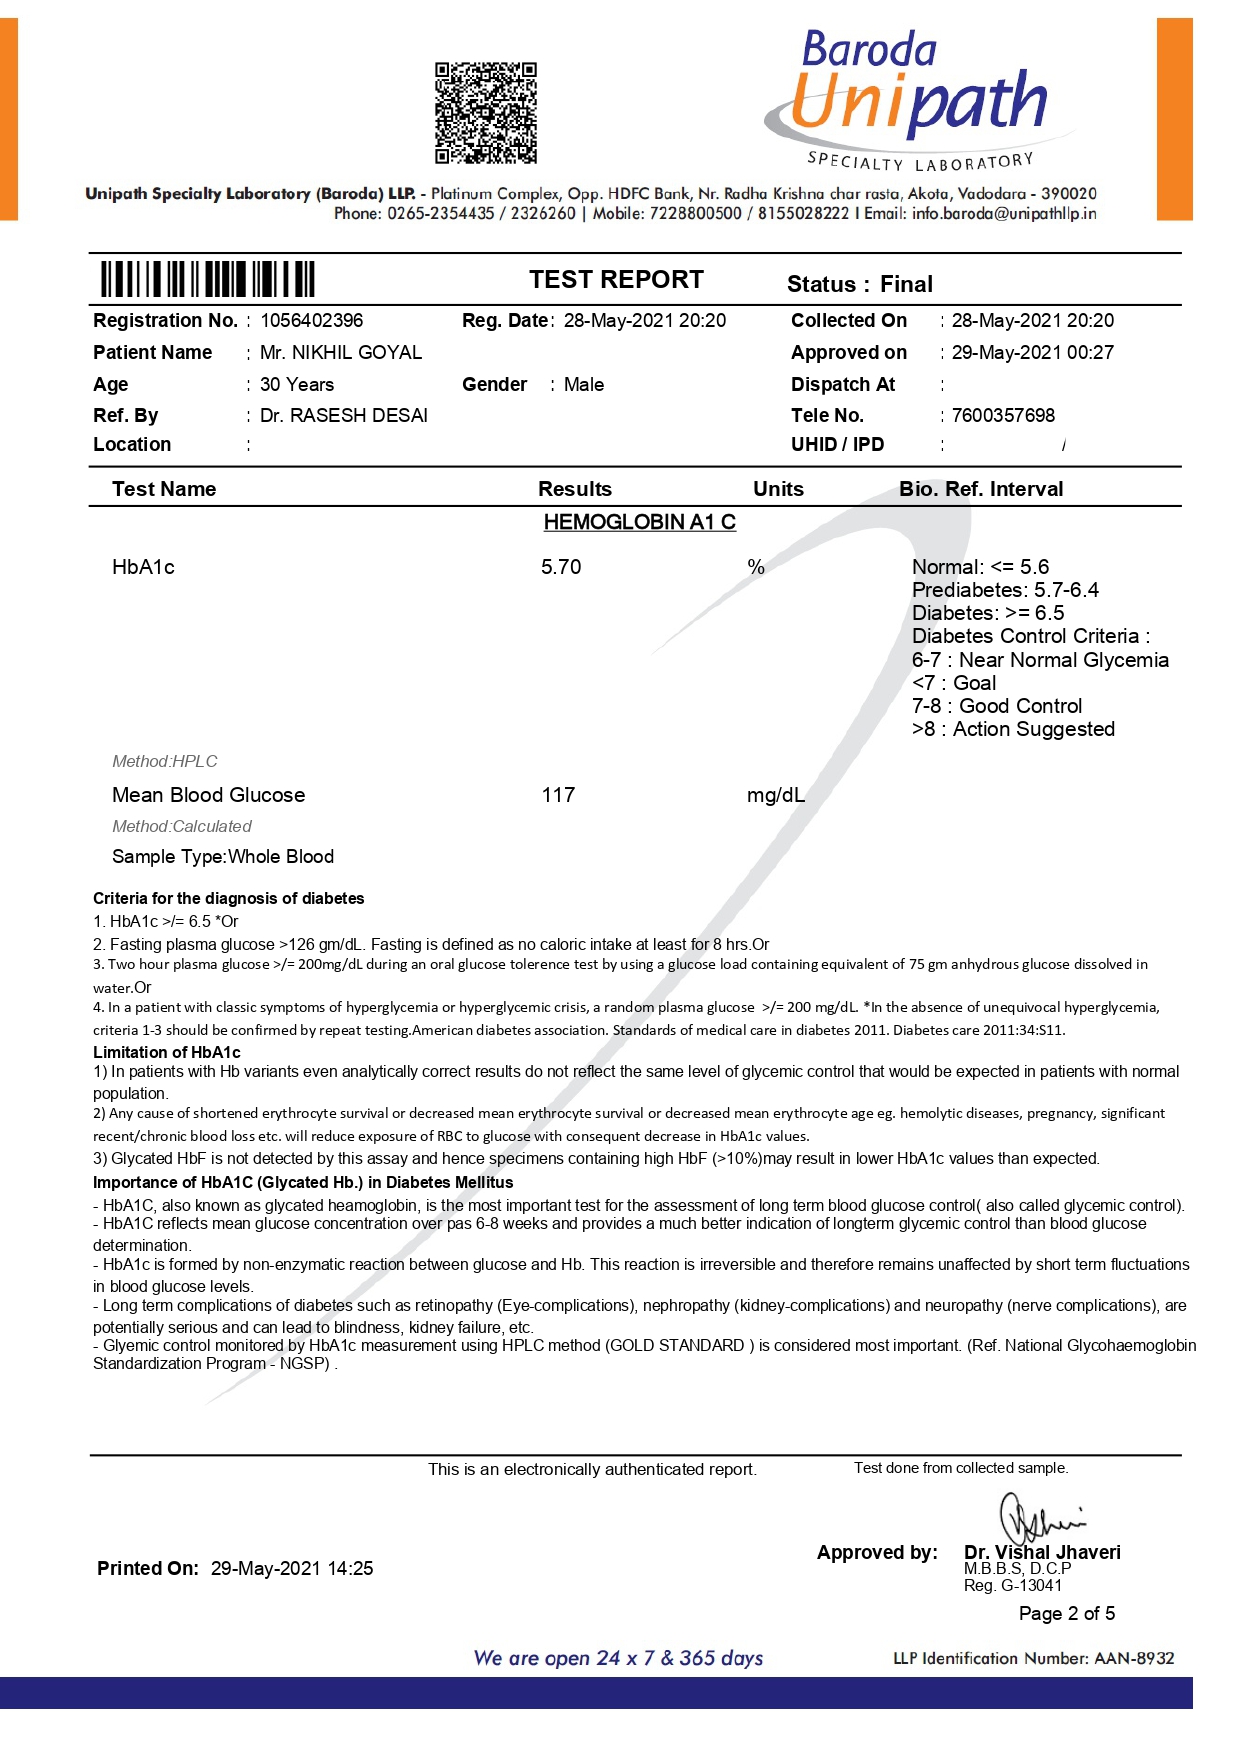 Baroda
Unipath
SPECIALTY LABORATORY
Unipath Specialty Laboratory (Baroda) LLP. - Platinum Complex, Opp. HDFC Bank, Nr. Radha Krishna char rasta, Akota, Vadodara - 390020
Phone: 0265-2354435 / 2326260 | Mobile: 7228800500 / 8155028222 I Email: info.baroda@unipathllp.in
TEST REPORT Status : Final
Registration No. : 1056402396 Reg. Date : 28-May-2021 20:20 Collected On : 28-May-2021 20:20
Patient Name : Mr. NIKHIL GOYAL Approved on : 29-May-2021 00:27
Age : 30 Years Gender : Male Dispatch At :
Ref. By : Dr. RASESH DESAI Tele No. : 7600357698
Location : UHID / IPD : /
Test Name Results Units Bio. Ref. Interval
HEMOGLOBIN A1 C
HbA1c 5.70 % Normal: <= 5.6
Prediabetes: 5.7-6.4
Diabetes: >= 6.5
Diabetes Control Criteria :
6-7 : Near Normal Glycemia
<7 : Goal
7-8 : Good Control
>8 : Action Suggested
Method:HPLC
Mean Blood Glucose 117 mg/dL
Method:Calculated
Sample Type:Whole Blood
Criteria for the diagnosis of diabetes
1. HbA1c >/= 6.5 *Or
2. Fasting plasma glucose >126 gm/dL. Fasting is defined as no caloric intake at least for 8 hrs.Or
3. Two hour plasma glucose >/= 200mg/dL during an oral glucose tolerence test by using a glucose load containing equivalent of 75 gm anhydrous glucose dissolved in
water.Or
4. In a patient with classic symptoms of hyperglycemia or hyperglycemic crisis, a random plasma glucose >/= 200 mg/dL. *In the absence of unequivocal hyperglycemia,
criteria 1-3 should be confirmed by repeat testing.American diabetes association. Standards of medical care in diabetes 2011. Diabetes care 2011:34:S11.
Limitation of HbA1c
1) In patients with Hb variants even analytically correct results do not reflect the same level of glycemic control that would be expected in patients with normal
population.
2) Any cause of shortened erythrocyte survival or decreased mean erythrocyte survival or decreased mean erythrocyte age eg. hemolytic diseases, pregnancy, significant
recent/chronic blood loss etc. will reduce exposure of RBC to glucose with consequent decrease in HbA1c values.
3) Glycated HbF is not detected by this assay and hence specimens containing high HbF (>10%)may result in lower HbA1c values than expected.
Importance of HbA1C (Glycated Hb.) in Diabetes Mellitus
- HbA1C, also known as glycated heamoglobin, is the most important test for the assessment of long term blood glucose control( also called glycemic control).
- HbA1C reflects mean glucose concentration over pas 6-8 weeks and provides a much better indication of longterm glycemic control than blood glucose
determination.
- HbA1c is formed by non-enzymatic reaction between glucose and Hb. This reaction is irreversible and therefore remains unaffected by short term fluctuations
in blood glucose levels.
- Long term complications of diabetes such as retinopathy (Eye-complications), nephropathy (kidney-complications) and neuropathy (nerve complications), are
potentially serious and can lead to blindness, kidney failure, etc.
- Glyemic control monitored by HbA1c measurement using HPLC method (GOLD STANDARD ) is considered most important. (Ref. National Glycohaemoglobin
Standardization Program - NGSP) .
This is an electronically authenticated report. Test done from collected sample.
Approved by: Dr. Vishal Jhaveri
M.B.B.S, D.C.P
Printed On: 29-May-2021 14:25
Reg. G-13041
Page 2 of 5
We are open 24 x 7 & 365 days LLP Identification Number: AAN-8932